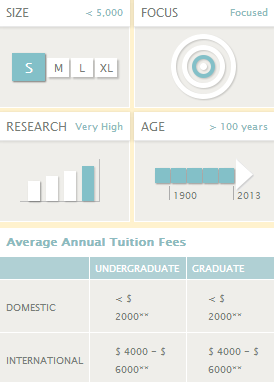 SIZE < 5,000
FOCUS Focused
S M L XL
RESEARCH Very High
AGE > 100 years
1900 2013
Average Annual Tuition Fees
UNDERGRADUATE GRADUATE
DOMESTIC < $ 2000** < $ 2000**
INTERNATIONAL $ 4000 - $ 6000** $ 4000 - $ 6000**